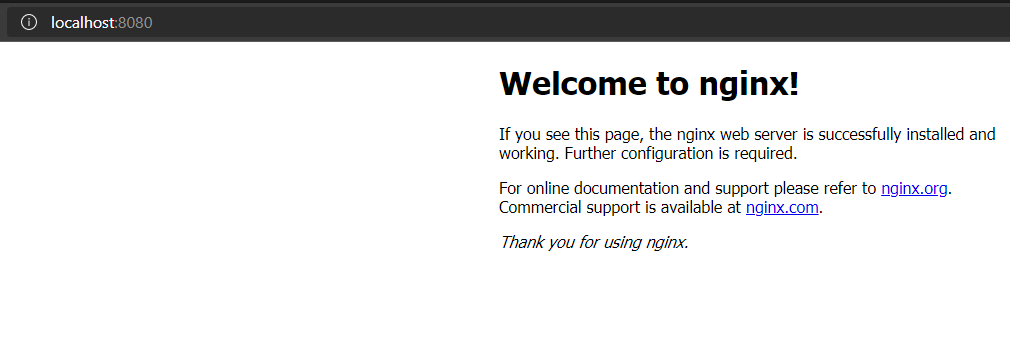 localhost:8080
Welcome to nginx!
If you see this page, the nginx web server is successfully installed and
working. Further configuration is required.
For online documentation and support please refer to nginx.org.
Commercial support is available at nginx.com.
Thank you for using nginx.